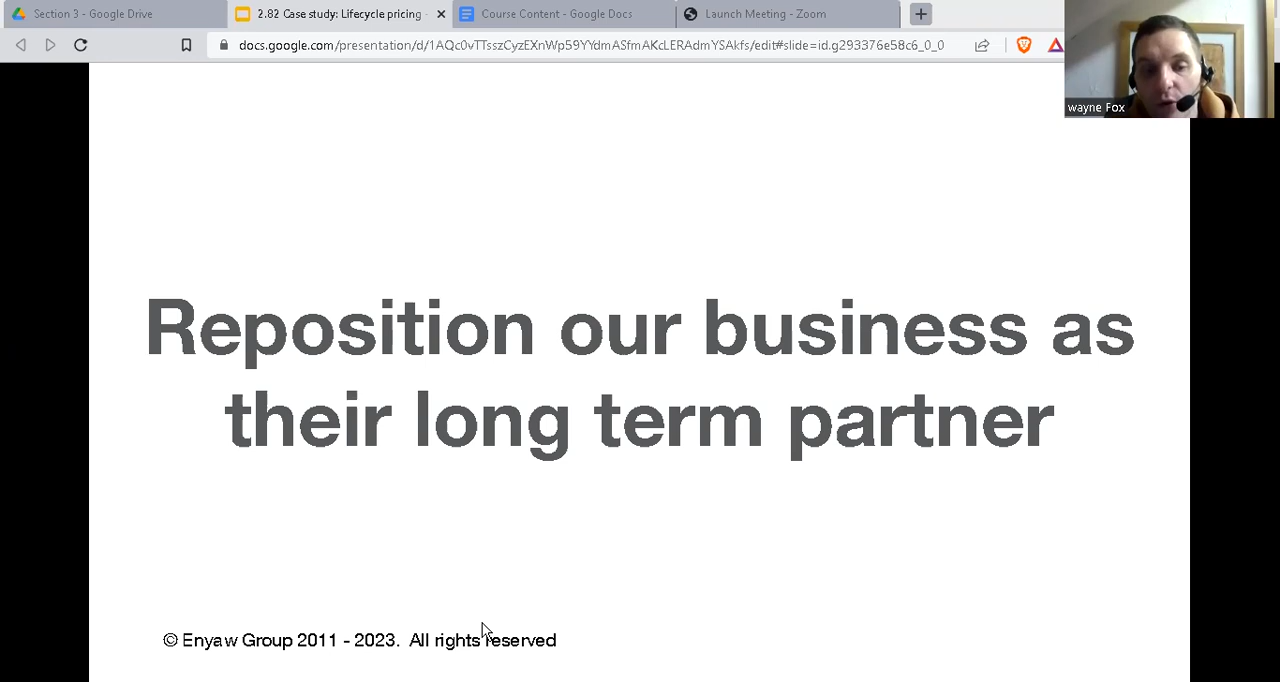 Section 3 - Google Drive
2.82 Case study: Lifecycle pricing -
Course Content - Google Docs
Launch Meeting - Zoom
docs.google.com/presentation/d/1AQc0vTTsszCyzEXnWp59YYdmASfmAKcLERAdmYSAkfs/edit#slide=id.g293376e58c6_0_0
wayne Fox
Reposition our business as
their long term partner
© Enyaw Group 2011 - 2023. All rights reserved